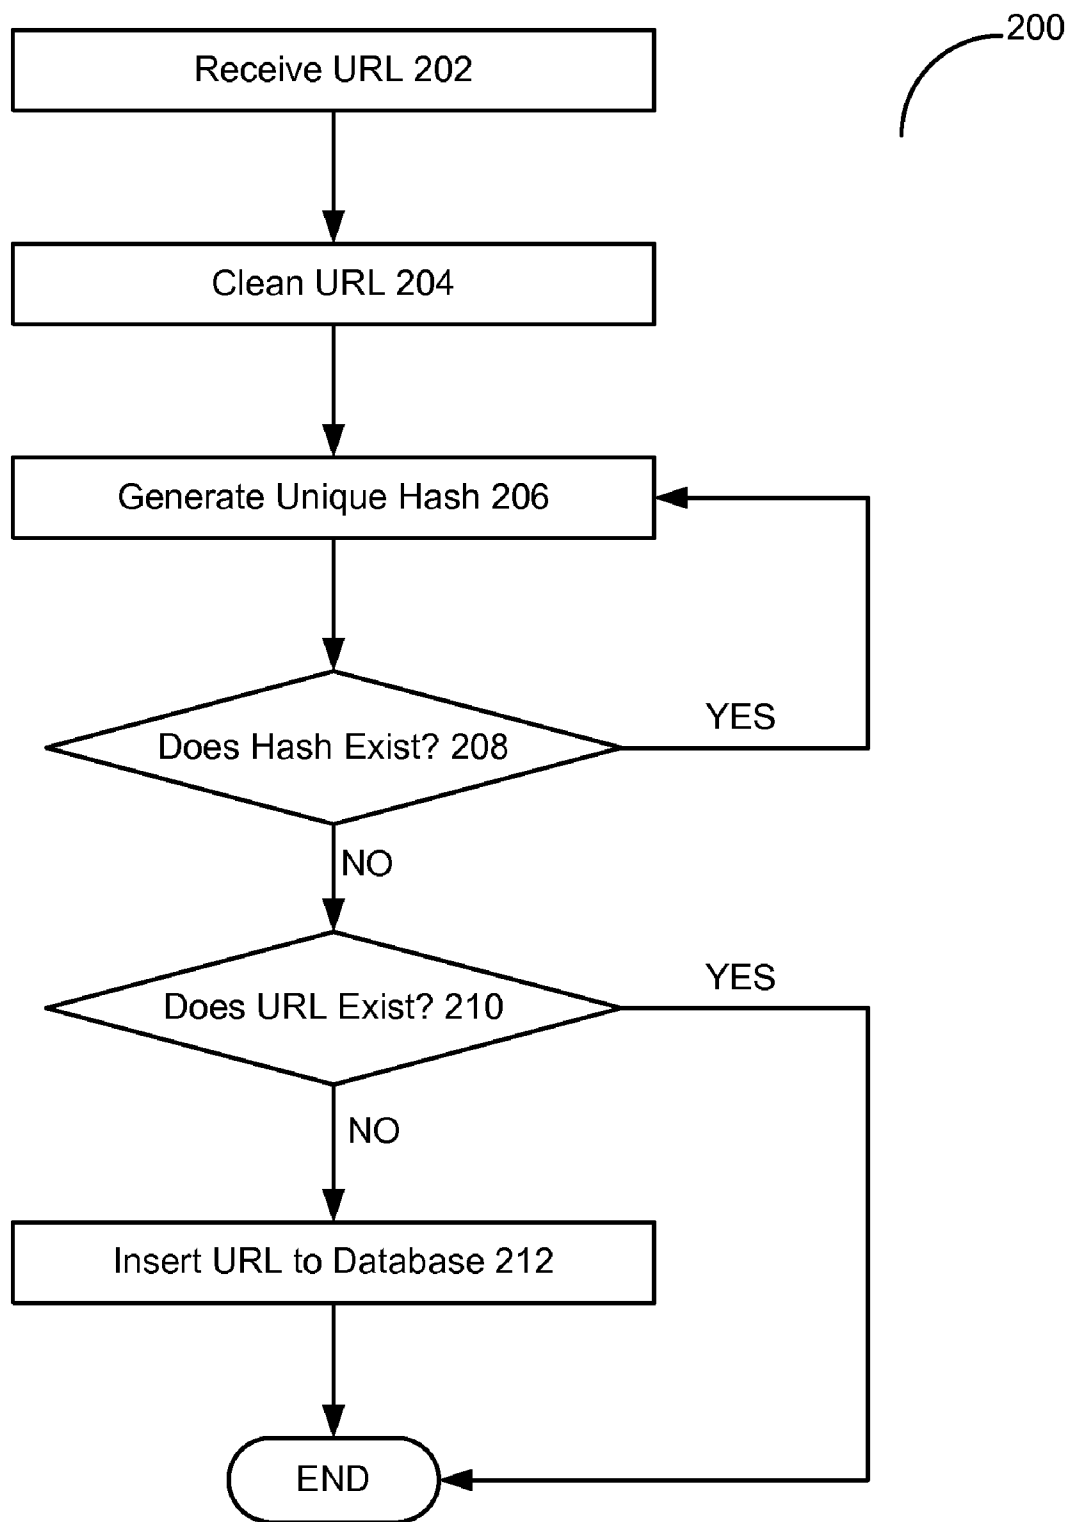 200
Receive URL 202
Clean URL 204
Generate Unique Hash 206
YES
Does Hash Exist? 208
NO
YES
Does URL Exist? 210
NO
Insert URL to Database 212
END